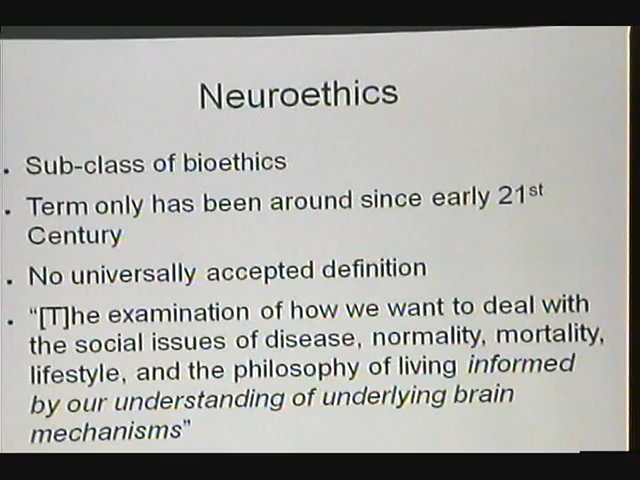 Neuroethics
. Sub-class of bioethics
. Term only has been around since early 21st
Century
. No universally accepted definition
. “[T]he examination of how we want to deal with
the social issues of disease, normality, mortality,
lifestyle, and the philosophy of living informed
by our understanding of underlying brain
mechanisms”